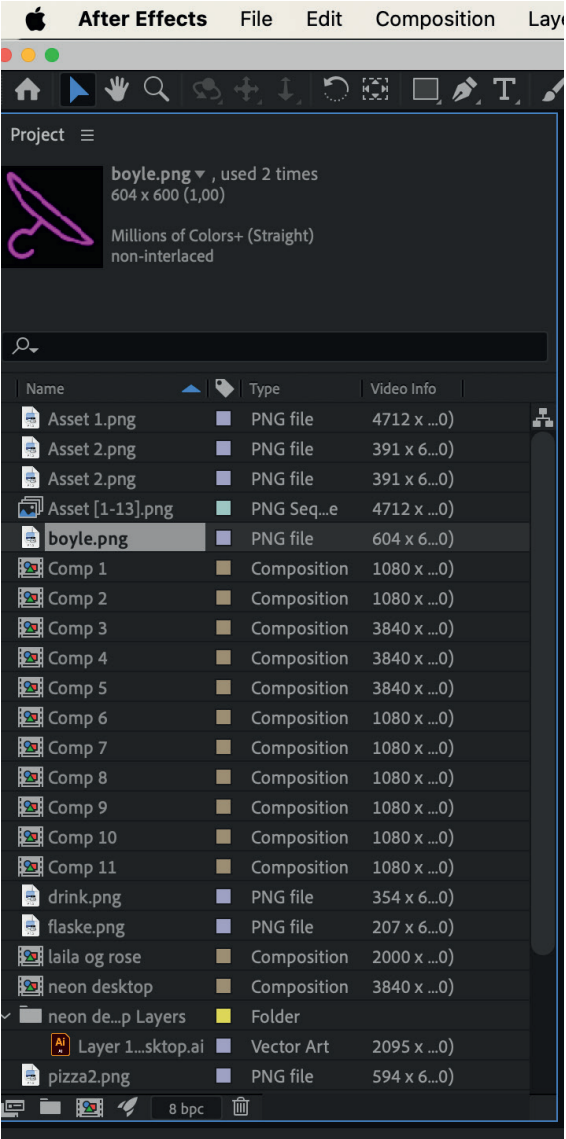 After Effects File Edit Composition Laye
T
Project
boyle.png , used 2 times
604 x 600 (1,00)
Millions of Colors+ (Straight)
non-interlaced
Name Type Video Info
Asset 1.png PNG file 4712 x ...0)
Asset 2.png PNG file 391 x 6...0)
Asset 2.png PNG file 391 x 6...0)
Asset [1-13].png PNG Seq...e 4712 x ...0)
boyle.png PNG file 604 x 6...0)
Comp 1 Composition 1080 x ...0)
Comp 2 Composition 1080 x ...0)
Comp 3 Composition 3840 x ...0)
Comp 4 Composition 3840 x ...0)
Comp 5 Composition 3840 x ...0)
Comp 6 Composition 1080 x ...0)
Comp 7 Composition 1080 x ...0)
Comp 8 Composition 1080 x ...0)
Comp 9 Composition 1080 x ...0)
Comp 10 Composition 1080 x ...0)
Comp 11 Composition 1080 x ...0)
drink.png PNG file 354 x 6...0)
flaske.png PNG file 207 x 6...0)
laila og rose Composition 2000 x ...0)
neon desktop Composition 3840 x ...0)
neon de...p Layers Folder
Ai Layer 1...sktop.ai Vector Art 2095 x ...0)
pizza2.png PNG file 594 x 6...0)
8 bpc